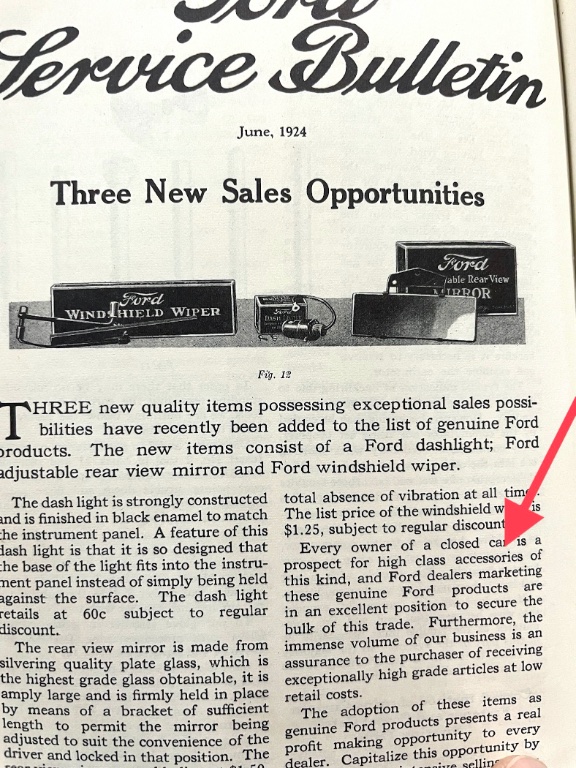 Ford
Service Bulletin
June, 1924
Three New Sales Opportunities
Ford
WINDSHIELD WIPER
Ford
Ford
Rear View
MIRROR
Fig. 12
THREE new quality items possessing exceptional sales possi-
bilities have recently been added to the list of genuine Ford
products. The new items consist of a Ford dashlight; Ford
adjustable rear view mirror and Ford windshield wiper.
The dash light is strongly constructed
and is finished in black enamel to match
the instrument panel. A feature of this
dash light is that it is so designed that
the base of the light fits into the instru-
ment panel instead of simply being held
against the surface. The dash light
retails at 60c subject to regular
discount.
The rear view mirror is made from
silvering quality plate glass, which is
the highest grade glass obtainable, it is
amply large and is firmly held in place
by means of a bracket of sufficient
length to permit the mirror being
adjusted to suit the convenience of the
driver and locked in that position. The
total absence of vibration at all time
The list price of the windshield is
$1.25, subject to regular discount
Every owner of a closed car is a
prospect for high class accessories of
this kind, and Ford dealers marketing
these genuine Ford products are
in an excellent position to secure the
bulk of this trade. Furthermore, the
immense volume of our business is an
assurance to the purchaser of receiving
exceptionally high grade articles at low
retail costs.
The adoption of these items as
genuine Ford products presents a real
profit making opportunity to every
dealer. Capitalize this opportunity by